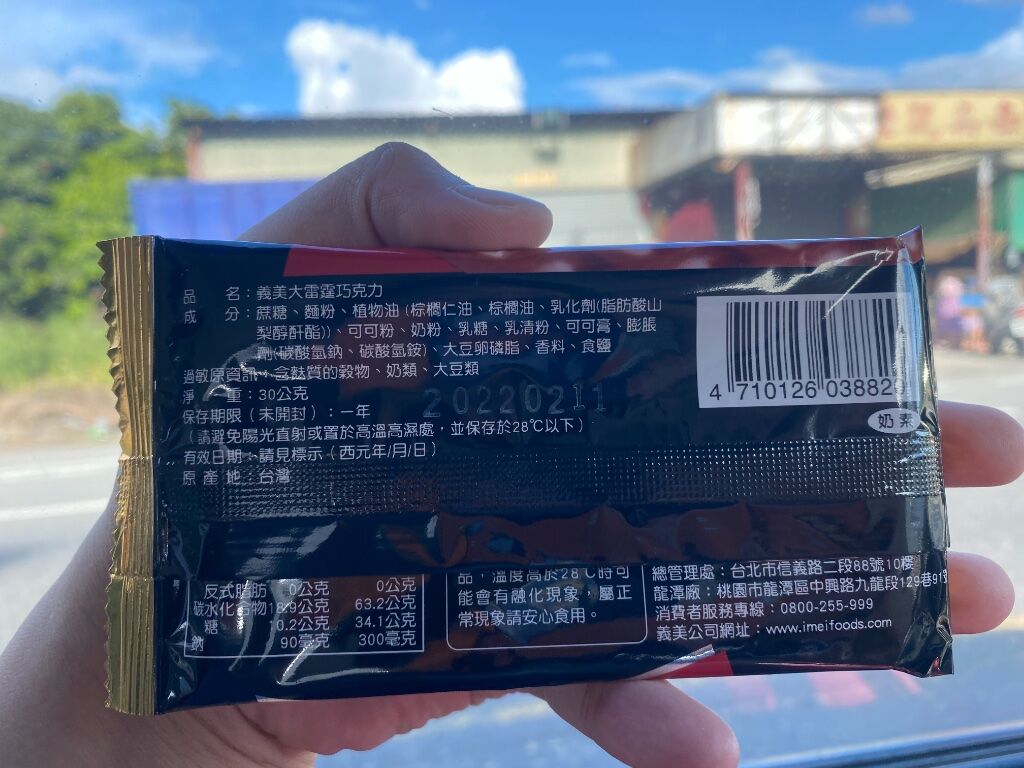 品　名：義美大雷霆巧克力
成　分：蔗糖、麵粉、植物油(棕櫚仁油、棕櫚油、乳化劑(脂肪酸山
梨醇酐酯))、可可粉、奶粉、乳糖、乳清粉、可可膏、膨脹
劑(碳酸氫鈉、碳酸氫銨)、大豆卵磷脂、香料、食鹽
過敏原資訊：含麩質的穀物、奶類、大豆類
淨　重：30公克
20220211
保存期限(未開封)：一年
(請避免陽光直射或置於高溫高濕處，並保存於28℃以下)
有效日期：請見標示(西元年/月/日)
原 產 地：台灣
4 710126 038829
奶素
反式脂肪 0公克 0公克
碳水化合物18.9公克 63.2公克
糖 10.2公克 34.1公克
鈉 90毫克 300毫克
品，溫度高於28℃時可
能會有融化現象，屬正
常現象請安心食用。
總管理處：台北市信義路二段88號10樓
龍潭廠：桃園市龍潭區中興路九龍段129巷91號
消費者服務專線：0800-255-999
義美公司網址：www.imeifoods.com